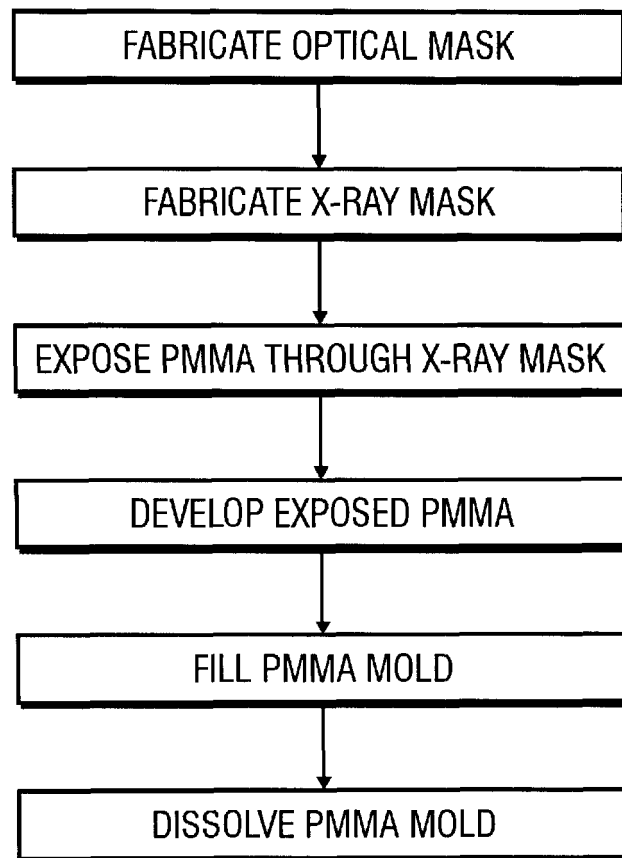 FABRICATE OPTICAL MASK
FABRICATE X-RAY MASK
EXPOSE PMMA THROUGH X-RAY MASK
DEVELOP EXPOSED PMMA
FILL PMMA MOLD
DISSOLVE PMMA MOLD